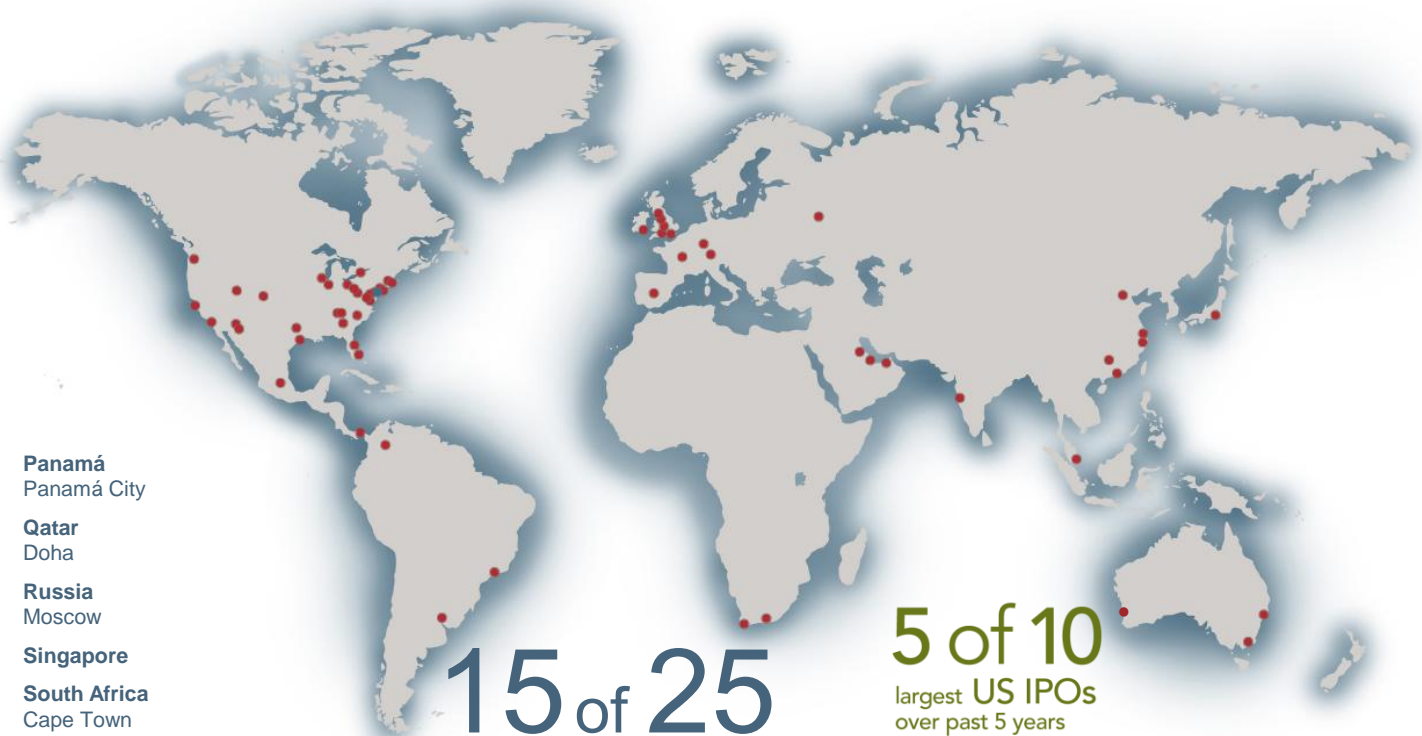 Panamá
Panamá City
Qatar
Doha
Russia
Moscow
Singapore
South Africa
Cape Town
15 of 25
5 of 10
largest US IPOs
over past 5 years